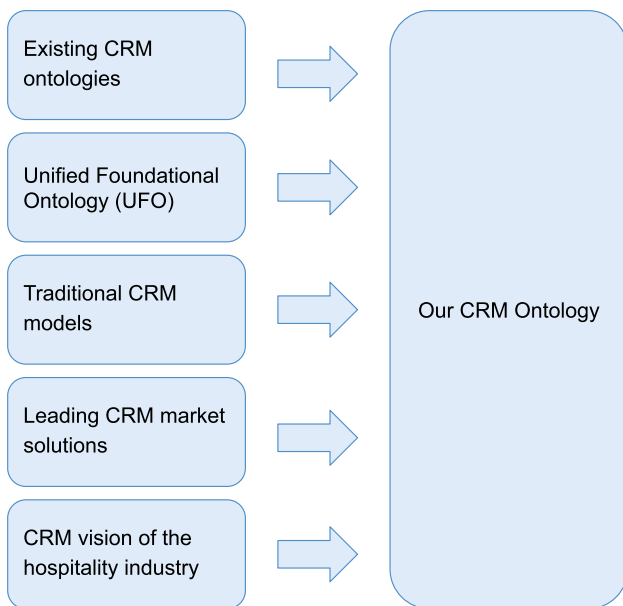 Existing CRM
ontologies
Unified Foundational
Ontology (UFO)
Traditional CRM
models
Leading CRM market
solutions
CRM vision of the
hospitality industry
Our CRM Ontology